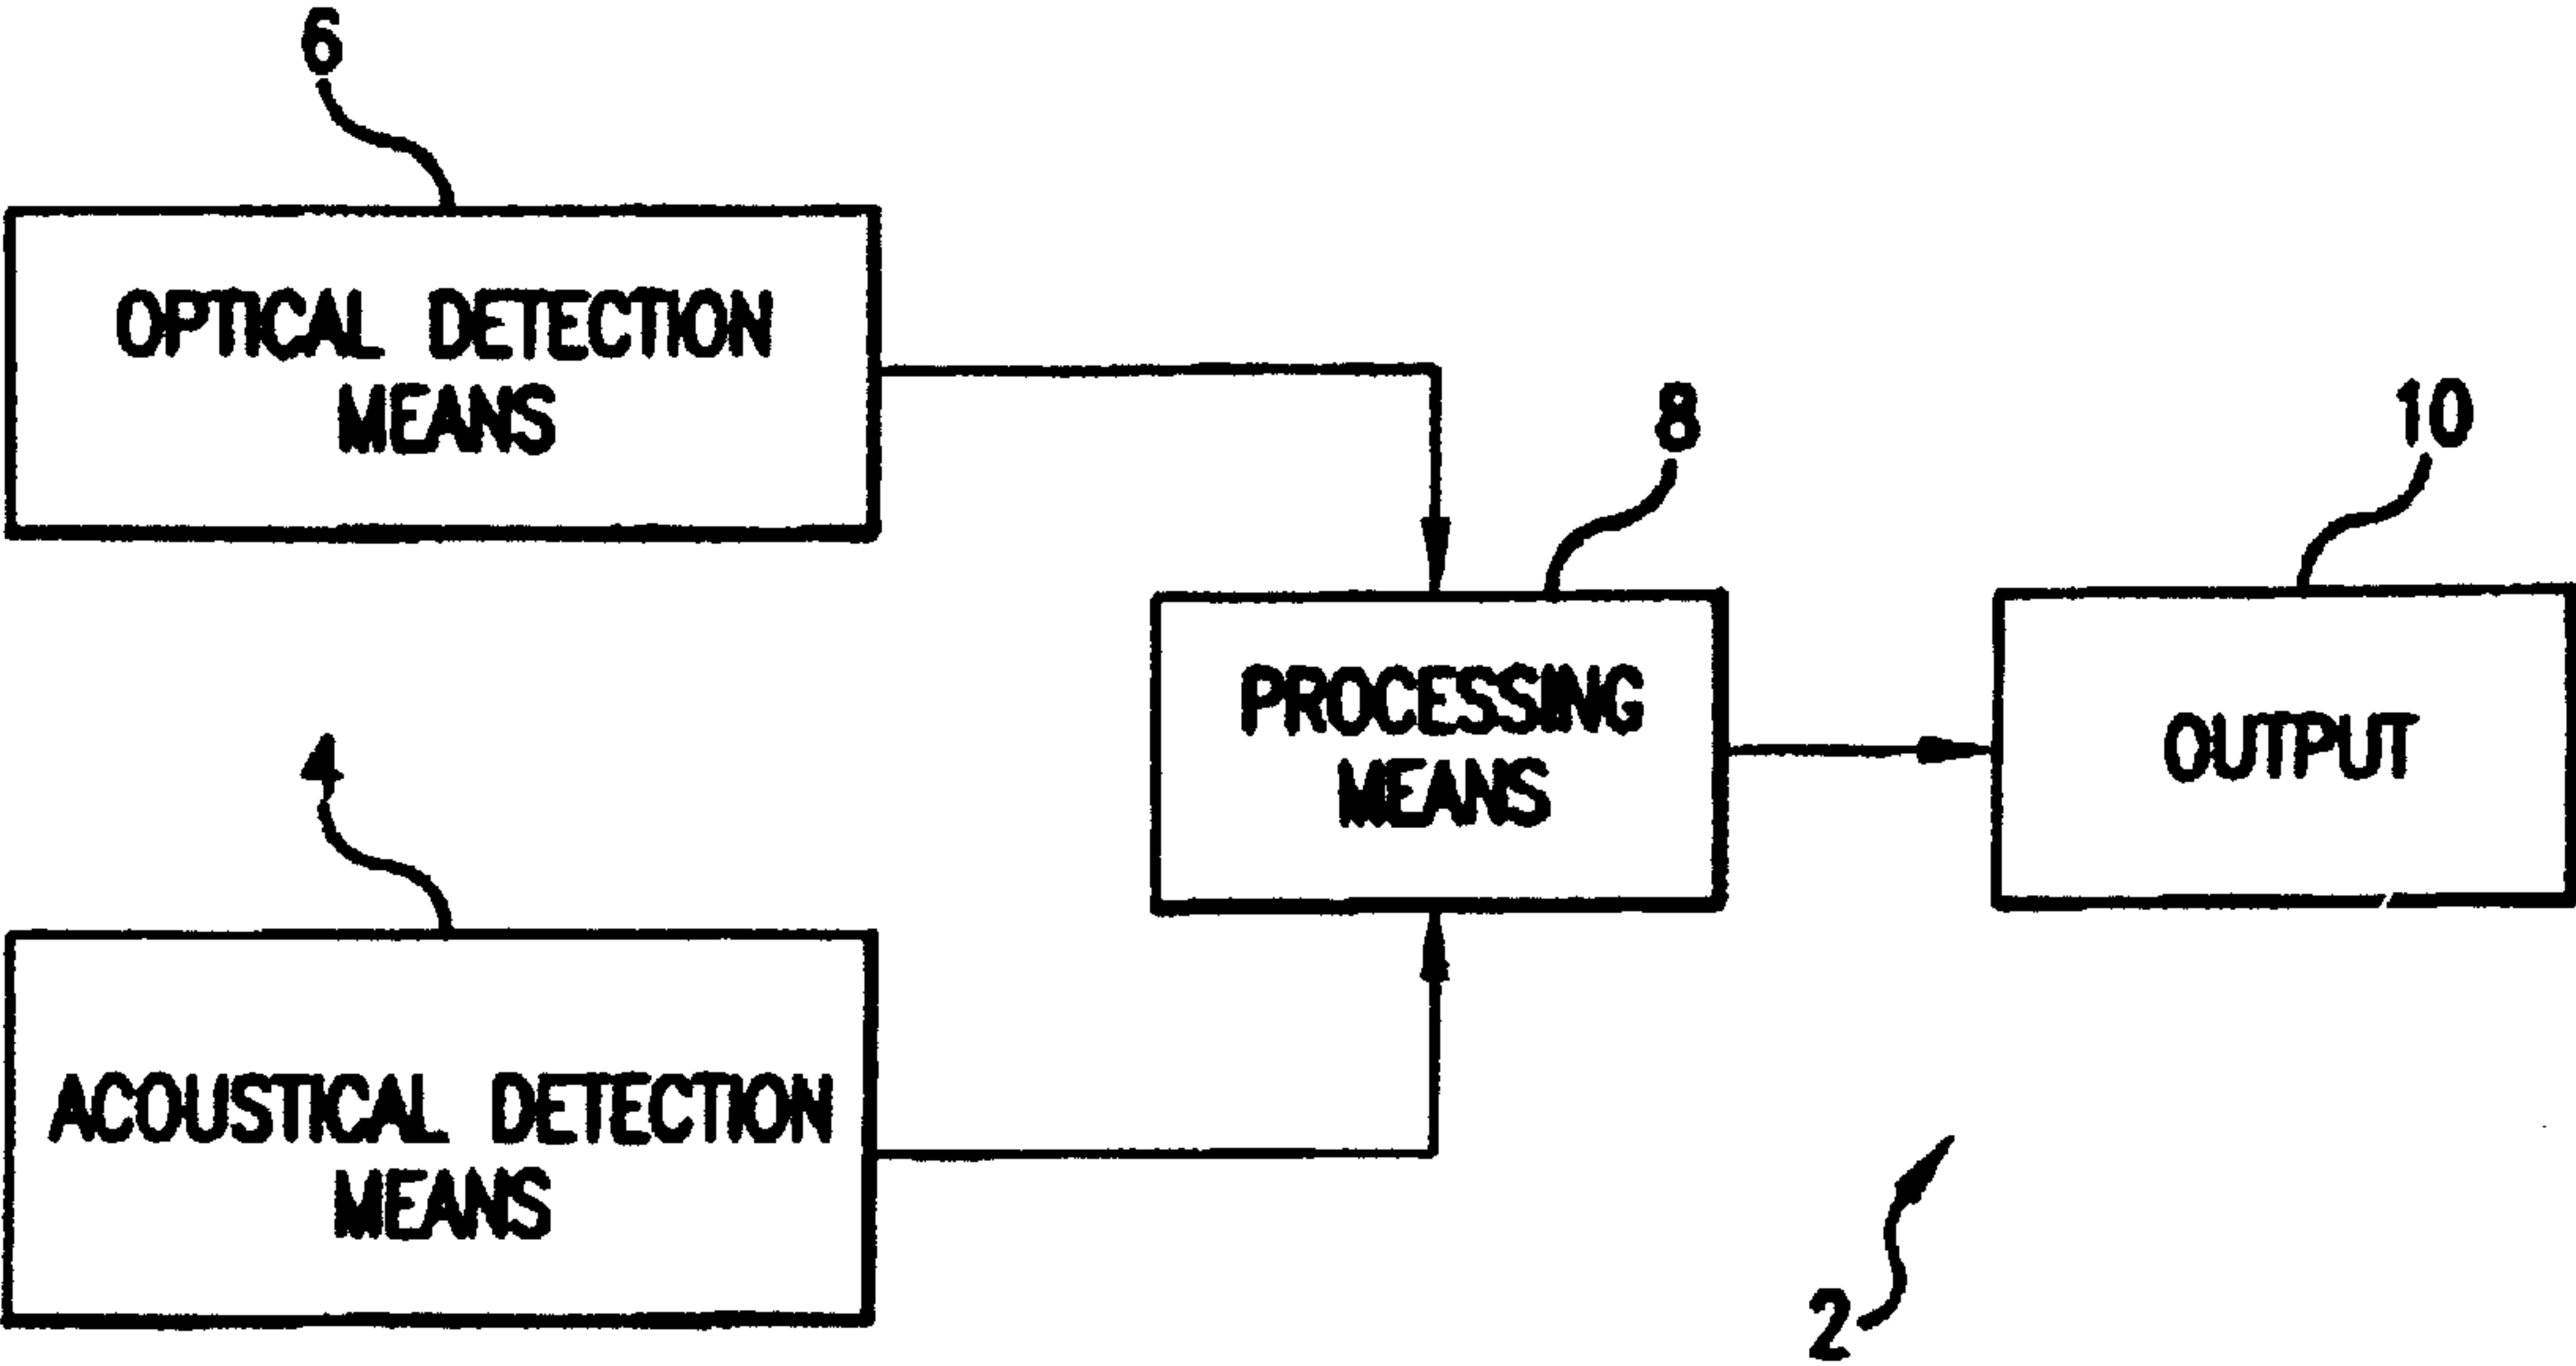 6
OPTICAL DETECTION
MEANS
8
10
PROCESSING
MEANS
OUTPUT
4
ACOUSTICAL DETECTION
MEANS
2